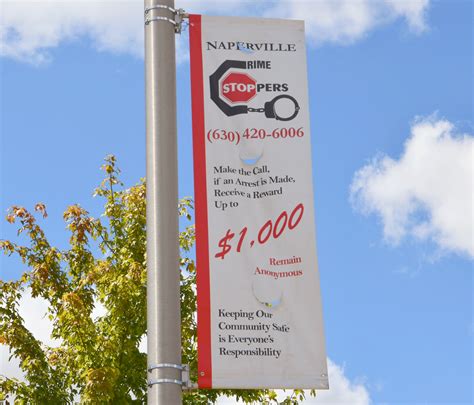 NAPERVILLE
CRIME
STOPPERS
(630) 420-6006
Make the Call,
if an Arrest is Made,
Receive a Reward
Up to
$1,000
Remain
Anonymous
Keeping Our
Community Safe
is Everyone's
Responsibility